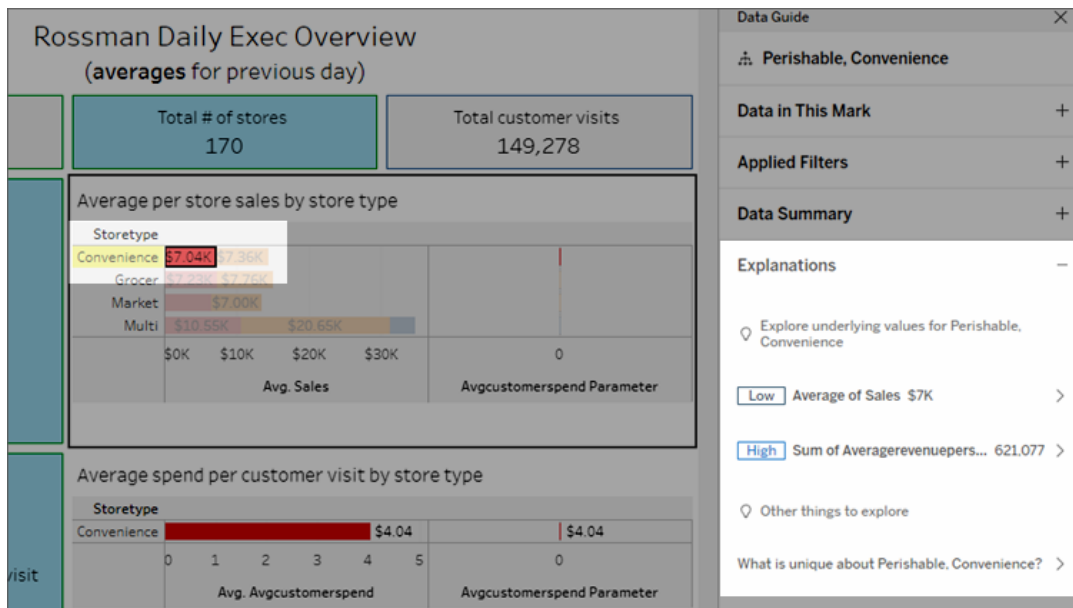 Rossman Daily Exec Overview
(averages for previous day)
Total # of stores
170
Total customer visits
149,278
Average per store sales by store type
Storetype
Convenience $7.04K $7.36K
Grocer $7.23K $7.76K
Market $7.00K
Multi $10.55K $20.65K
$0K $10K $20K $30K 0
Avg. Sales Avgcustomerspend Parameter
Average spend per customer visit by store type
Storetype
Convenience $4.04 $4.04
0 1 2 3 4 5 0
Avg. Avgcustomerspend Avgcustomerspend Parameter
visit
Data Guide
Perishable, Convenience
Data in This Mark
Applied Filters
Data Summary
Explanations
Explore underlying values for Perishable,
Convenience
Low Average of Sales $7K
High Sum of Averagerevenuepers... 621,077
Other things to explore
What is unique about Perishable, Convenience?